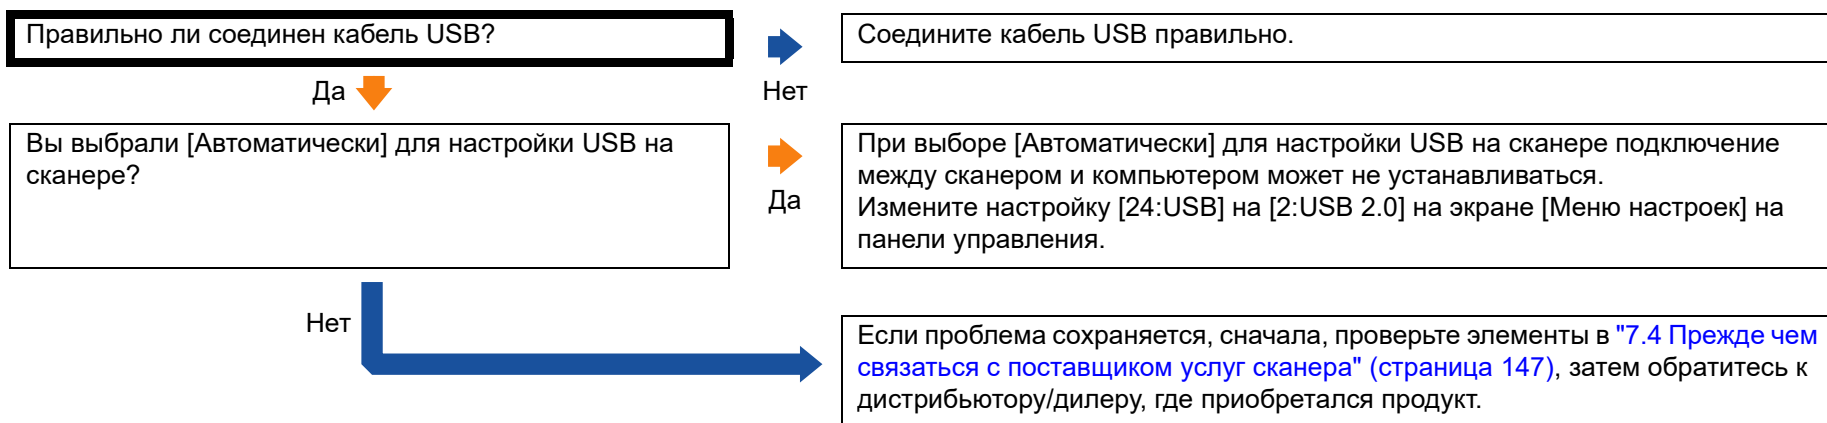 Правильно ли соединен кабель USB?
Соедините кабель USB правильно.
Да
Нет
Вы выбрали [Автоматически] для настройки USB на
сканере?
При выборе [Автоматически] для настройки USB на сканере подключение
между сканером и компьютером может не устанавливаться.
Измените настройку [24:USB] на [2:USB 2.0] на экране [Меню настроек] на
панели управления.
Да
Нет
Если проблема сохраняется, сначала, проверьте элементы в "7.4 Прежде чем
связаться с поставщиком услуг сканера" (страница 147), затем обратитесь к
дистрибьютору/дилеру, где приобретался продукт.